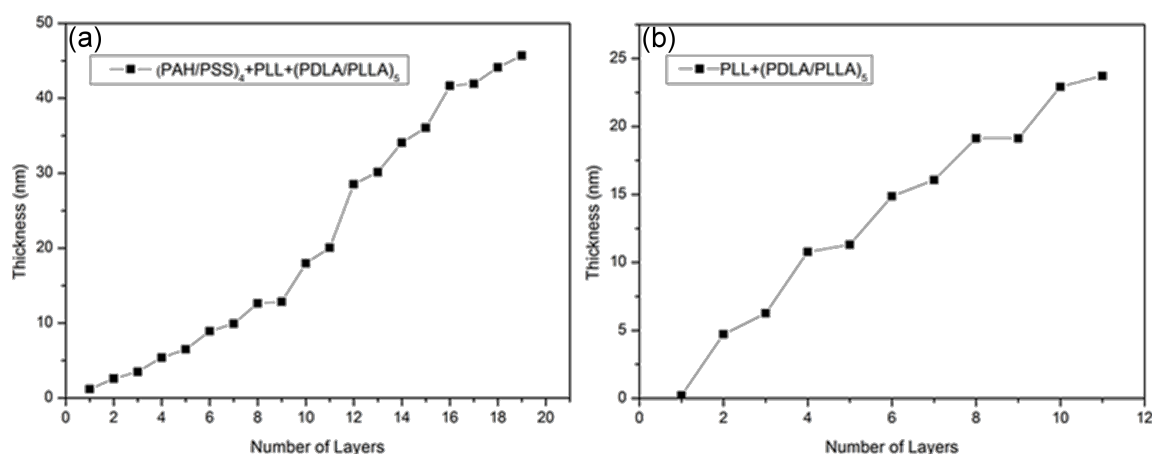 (a)
(PAH/PSS)4+PLL+(PDLA/PLLA)5
Thickness (nm)
50
40
30
20
10
0
0 2 4 6 8 10 12 14 16 18 20
Number of Layers
(b)
PLL+(PDLA/PLLA)5
Thickness (nm)
25
20
15
10
5
0
0 2 4 6 8 10 12
Number of Layers